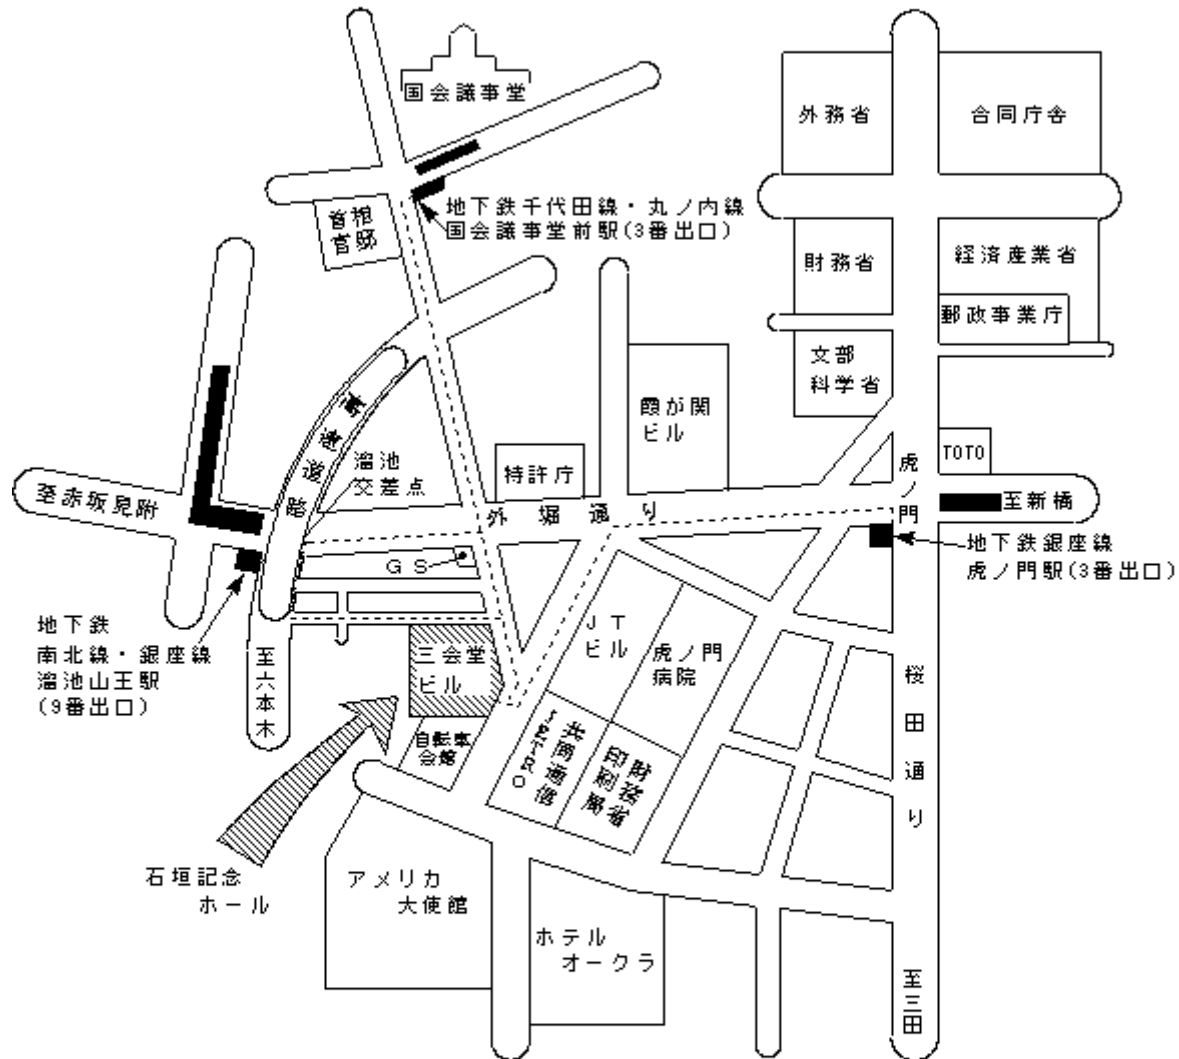 国会議事堂
外務省
合同庁舎
地下鉄千代田線・丸ノ内線
国会議事堂前駅(3番出口)
首相
官邸
財務省
経済産業省
郵政事業庁
文部
科学省
高速道路
霞が関
ビル
溜池
交差点
特許庁
虎ノ門
TOTO
至赤坂見附
外堀通り
至新橋
GS
地下鉄銀座線
虎ノ門駅(3番出口)
地下鉄
南北線・銀座線
溜池山王駅
(9番出口)
至六本木
三会堂
ビル
JT
ビル
虎ノ門
病院
桜田通り
自転車
会館
共同通信
JETRO
財務省
印刷局
石垣記念
ホール
アメリカ
大使館
ホテル
オークラ
至三田